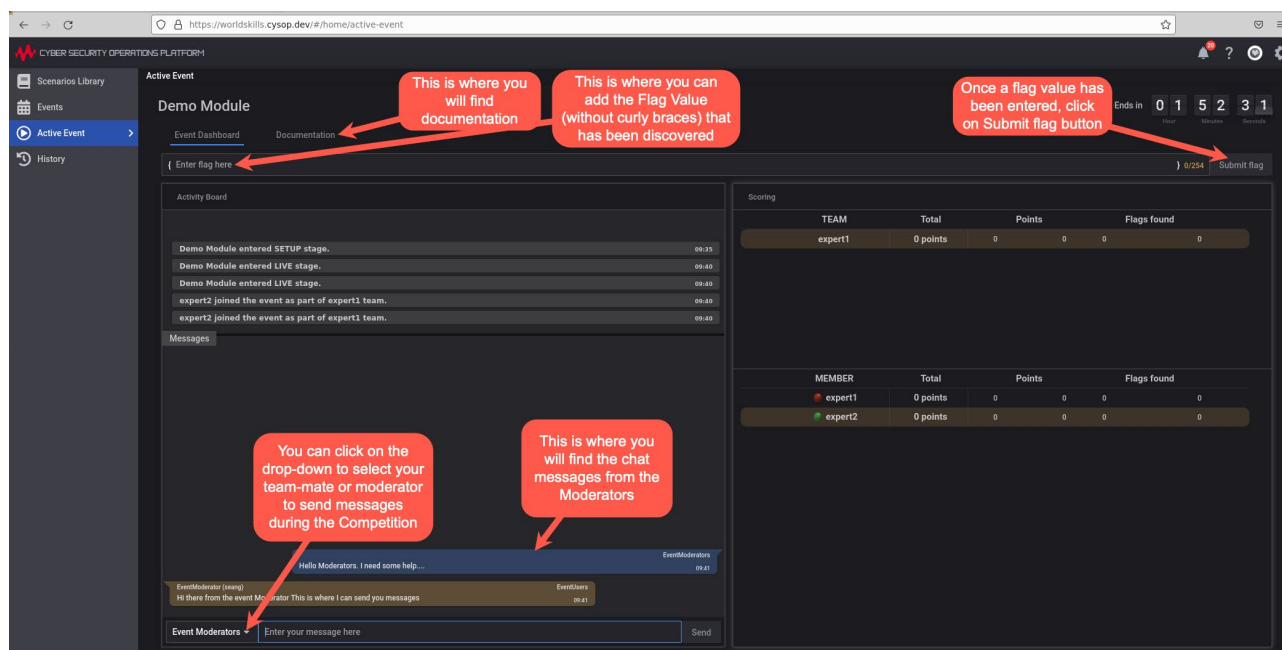 https://worldskills.cysop.dev/#/home/active-event
CYBER SECURITY OPERATIONS PLATFORM
20
?
Scenarios Library
Events
Active Event
History
Active Event
Demo Module
Ends in 0 1 5 2 3 1
Hour Minutes Seconds
Event Dashboard Documentation
This is where you
will find
documentation
This is where you can
add the Flag Value
(without curly braces) that
has been discovered
Once a flag value has
been entered, click
on Submit flag button
{ Enter flag here } 0/254 Submit flag
Activity Board
Demo Module entered SETUP stage. 09:35
Demo Module entered LIVE stage. 09:40
Demo Module entered LIVE stage. 09:40
expert2 joined the event as part of expert1 team. 09:40
expert2 joined the event as part of expert1 team. 09:40
Messages
You can click on the
drop-down to select your
team-mate or moderator
to send messages
during the Competition
This is where you
will find the chat
messages from the
Moderators
EventModerators
Hello Moderators. I need some help.... 09:41
EventModerator (seang) EventUsers
Hi there from the event Moderator This is where I can send you messages 09:41
Event Moderators Enter your message here Send
Scoring
TEAM Total Points Flags found
expert1 0 points 0 0 0 0
MEMBER Total Points Flags found
expert1 0 points 0 0 0 0
expert2 0 points 0 0 0 0